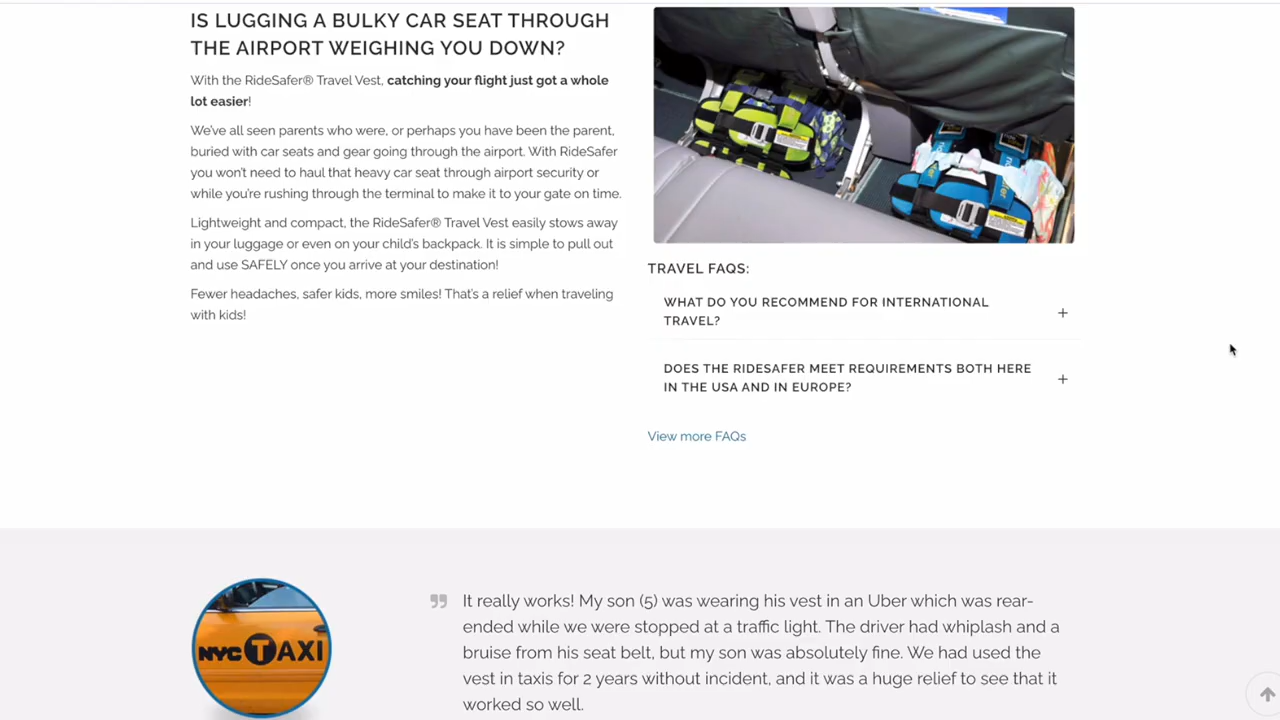 IS LUGGING A BULKY CAR SEAT THROUGH
THE AIRPORT WEIGHING YOU DOWN?
With the RideSafer® Travel Vest, catching your flight just got a whole
lot easier!
We've all seen parents who were, or perhaps you have been the parent,
buried with car seats and gear going through the airport. With RideSafer
you won't need to haul that heavy car seat through airport security or
while you're rushing through the terminal to make it to your gate on time.
Lightweight and compact, the RideSafer® Travel Vest easily stows away
in your luggage or even on your child's backpack. It is simple to pull out
and use SAFELY once you arrive at your destination!
Fewer headaches, safer kids, more smiles! That's a relief when traveling
with kids!
TRAVEL FAQS:
WHAT DO YOU RECOMMEND FOR INTERNATIONAL
TRAVEL?
DOES THE RIDESAFER MEET REQUIREMENTS BOTH HERE
IN THE USA AND IN EUROPE?
View more FAQs
NYC TAXI
It really works! My son (5) was wearing his vest in an Uber which was rear-
ended while we were stopped at a traffic light. The driver had whiplash and a
bruise from his seat belt, but my son was absolutely fine. We had used the
vest in taxis for 2 years without incident, and it was a huge relief to see that it
worked so well.